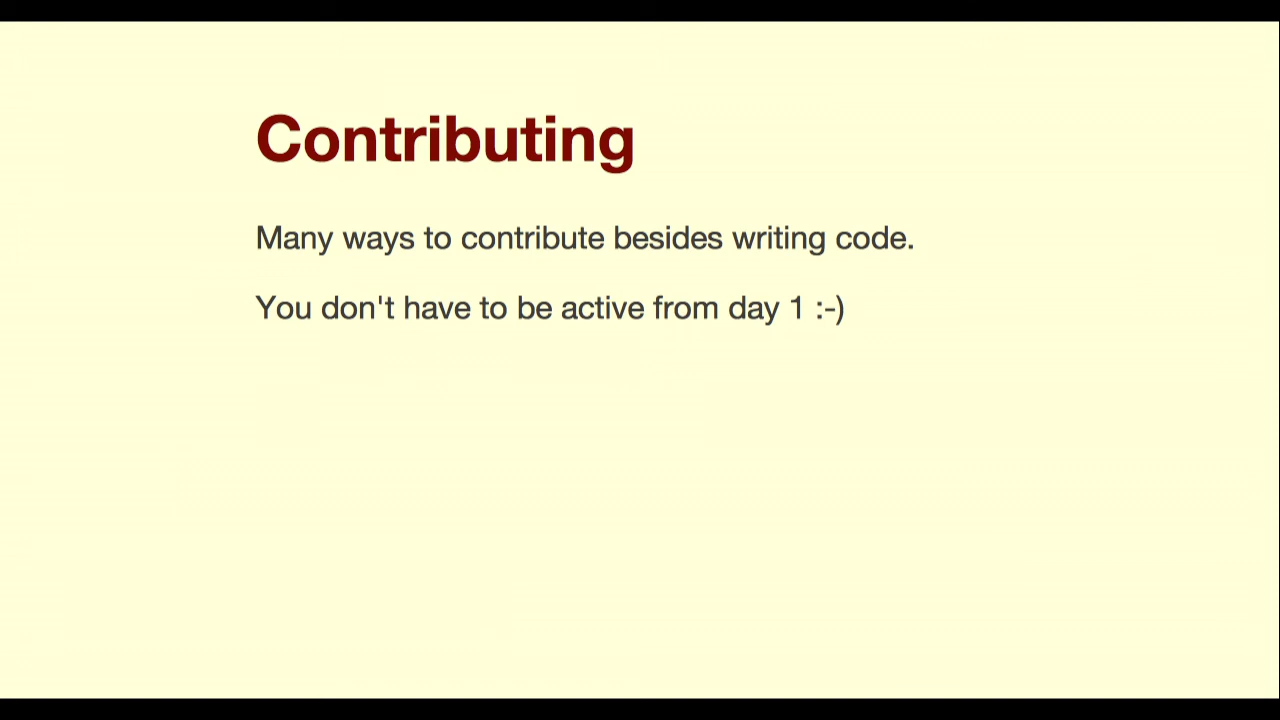 Contributing
Many ways to contribute besides writing code.
You don't have to be active from day 1 :-)